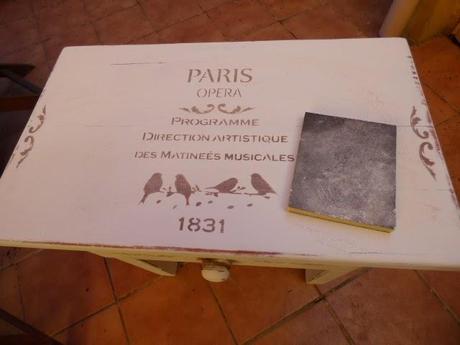 PARIS
OPERA
PROGRAMME
DIRECTION ARTISTIQUE
DES MATINEÉS MUSICALES
1831